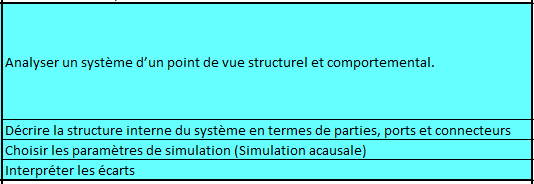 Analyser un système d’un point de vue structurel et comportemental.
Décrire la structure interne du système en termes de parties, ports et connecteurs
Choisir les paramètres de simulation (Simulation acausale)
Interpréter les écarts